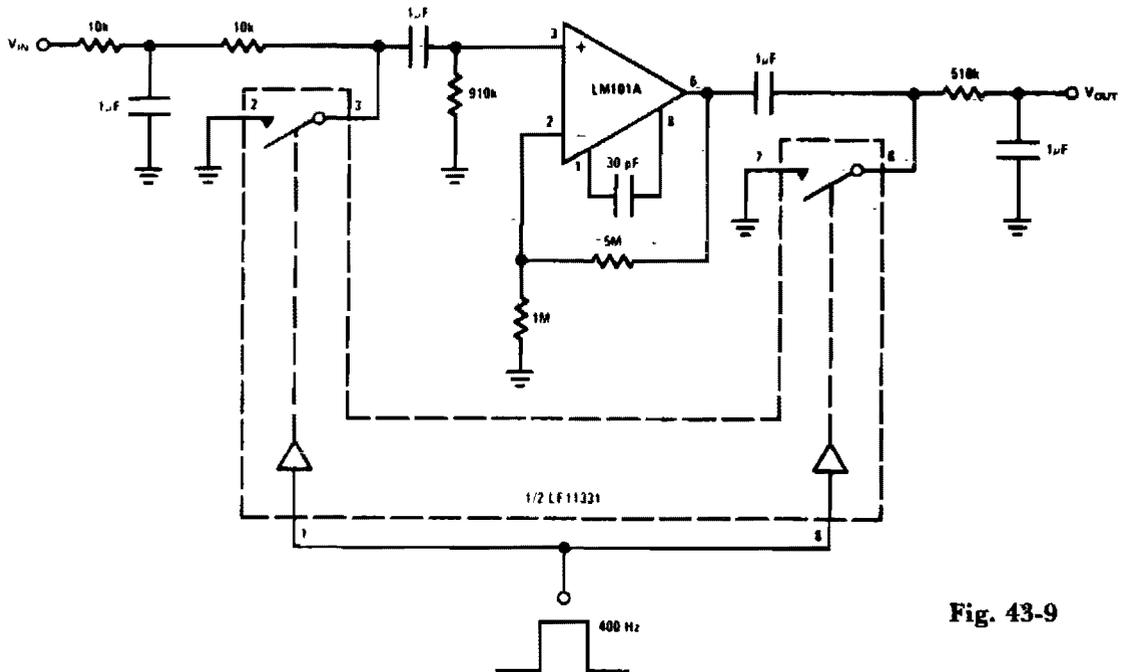 10k
10k
1µF
VIN
3
+
LM101A
6
1µF
510k
VOUT
1µF
910k
2
3
2
−
8
1
30 pF
7
6
1µF
5M
1M
1/2 LF11331
1
8
400 Hz
Fig. 43-9